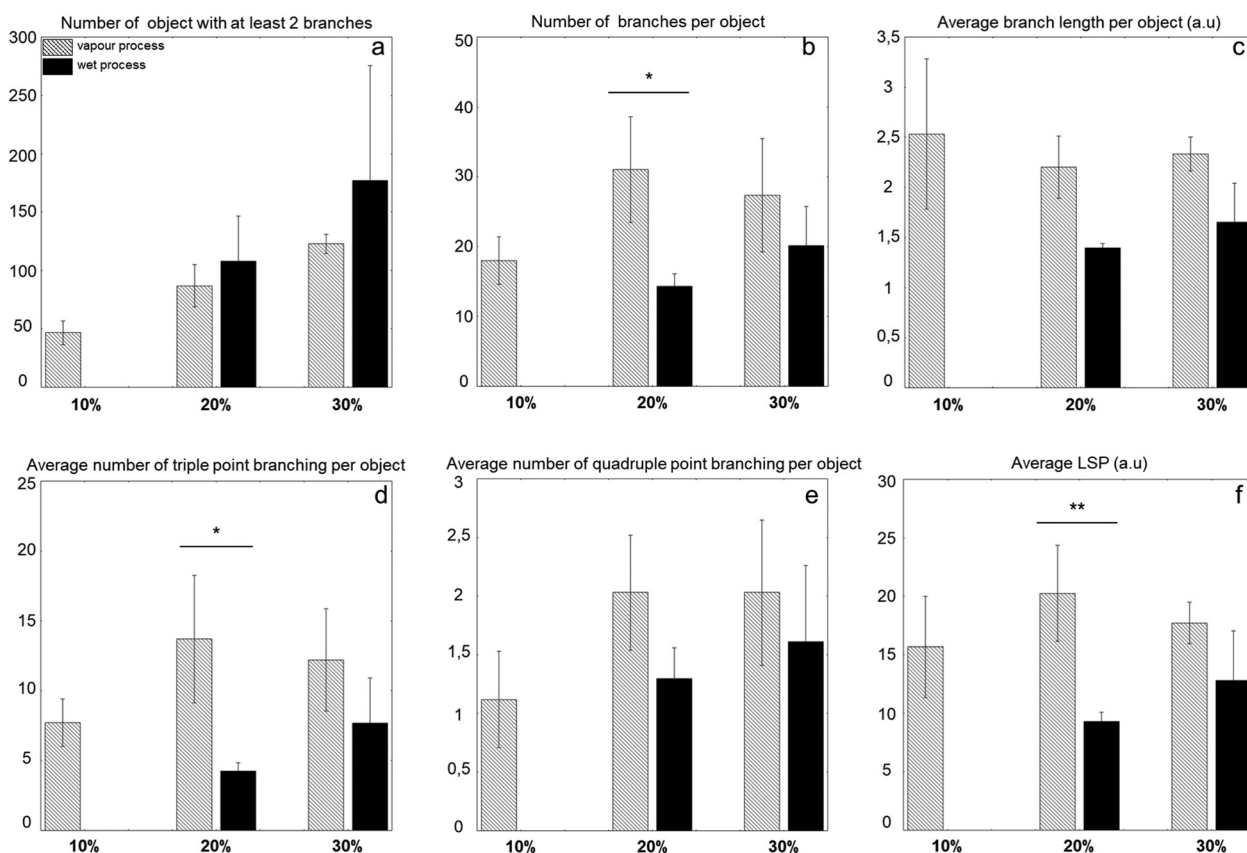 Number of object with at least 2 branches
300
250
200
150
100
50
0
vapour process
wet process
a
10% 20% 30%
Number of branches per object
50
40
30
20
10
0
b
*
10% 20% 30%
Average branch length per object (a.u)
3,5
3
2,5
2
1,5
1
0,5
0
c
10% 20% 30%
Average number of triple point branching per object
25
20
15
10
5
0
d
*
10% 20% 30%
Average number of quadruple point branching per object
3
2,5
2
1,5
1
0,5
0
e
10% 20% 30%
Average LSP (a.u)
30
25
20
15
10
5
0
f
**
10% 20% 30%